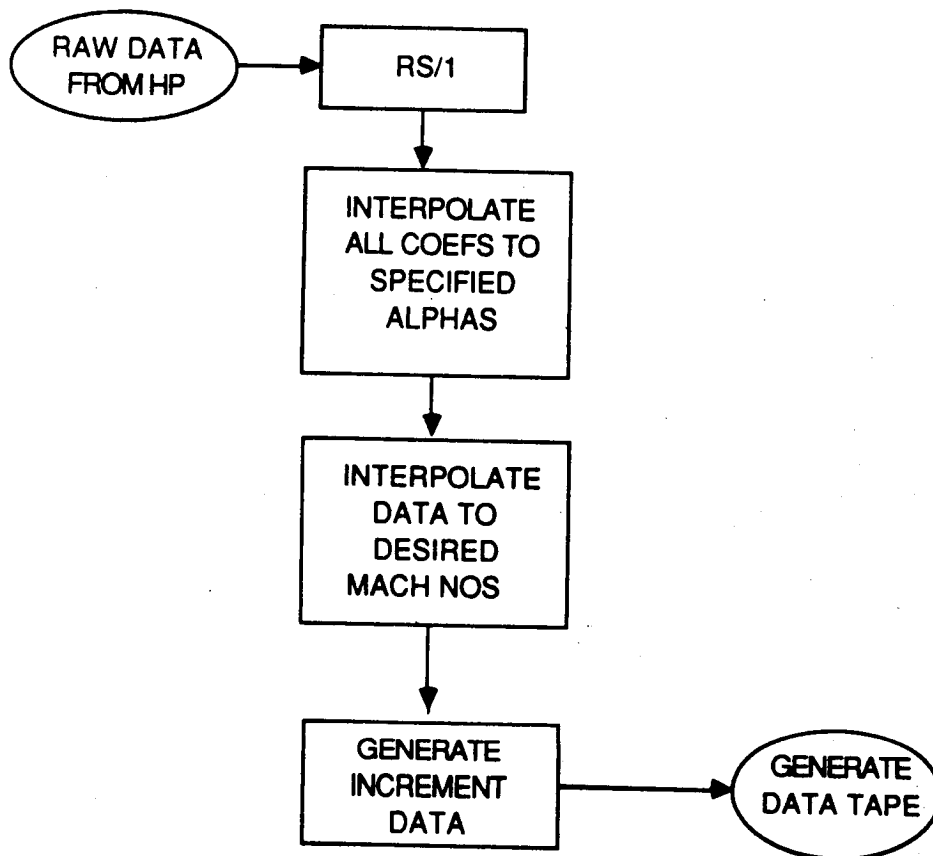 RAW DATA
FROM HP
RS/1
INTERPOLATE
ALL COEFS TO
SPECIFIED
ALPHAS
INTERPOLATE
DATA TO
DESIRED
MACH NOS
GENERATE
INCREMENT
DATA
GENERATE
DATA TAPE